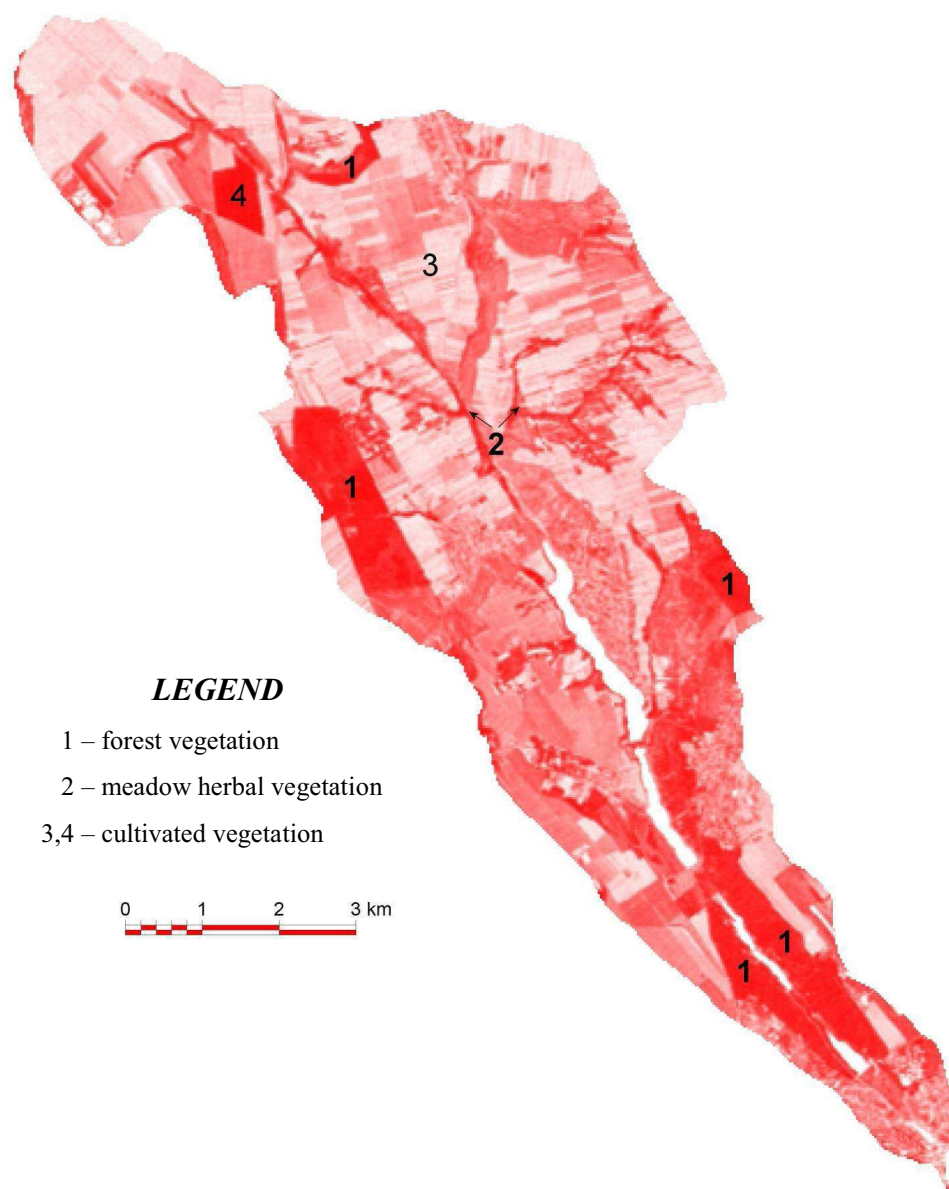 1
4
3
2
1
1
LEGEND
1 – forest vegetation
2 – meadow herbal vegetation
3,4 – cultivated vegetation
0 1 2 3 km
1
1